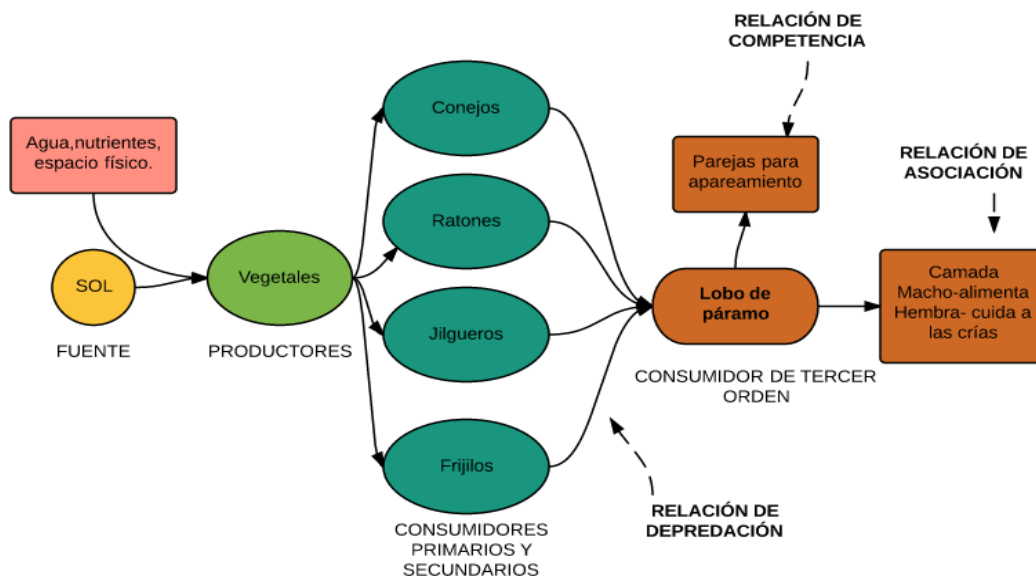 RELACIÓN DE
COMPETENCIA
Agua,nutrientes,
espacio físico.
SOL
FUENTE
Vegetales
PRODUCTORES
Conejos
Ratones
Jilgueros
Frijilos
CONSUMIDORES
PRIMARIOS Y
SECUNDARIOS
Parejas para
apareamiento
Lobo de
páramo
CONSUMIDOR DE TERCER
ORDEN
RELACIÓN DE
DEPREDACIÓN
RELACIÓN DE
ASOCIACIÓN
Camada
Macho-alimenta
Hembra- cuida a
las crías